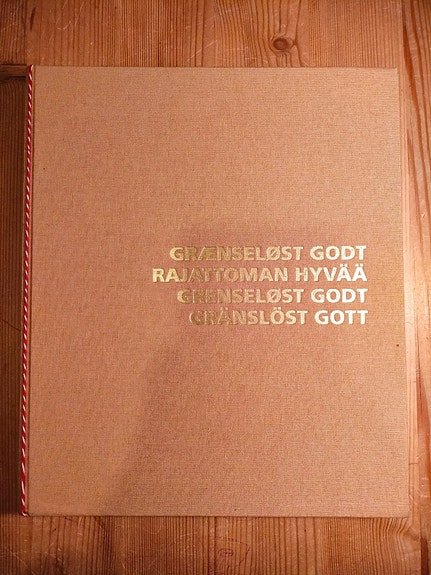 GRÆNSELØST GODT
RAJATTOMAN HYVÄÄ
GRENSELØST GODT
GRÄNSLÖST GOTT